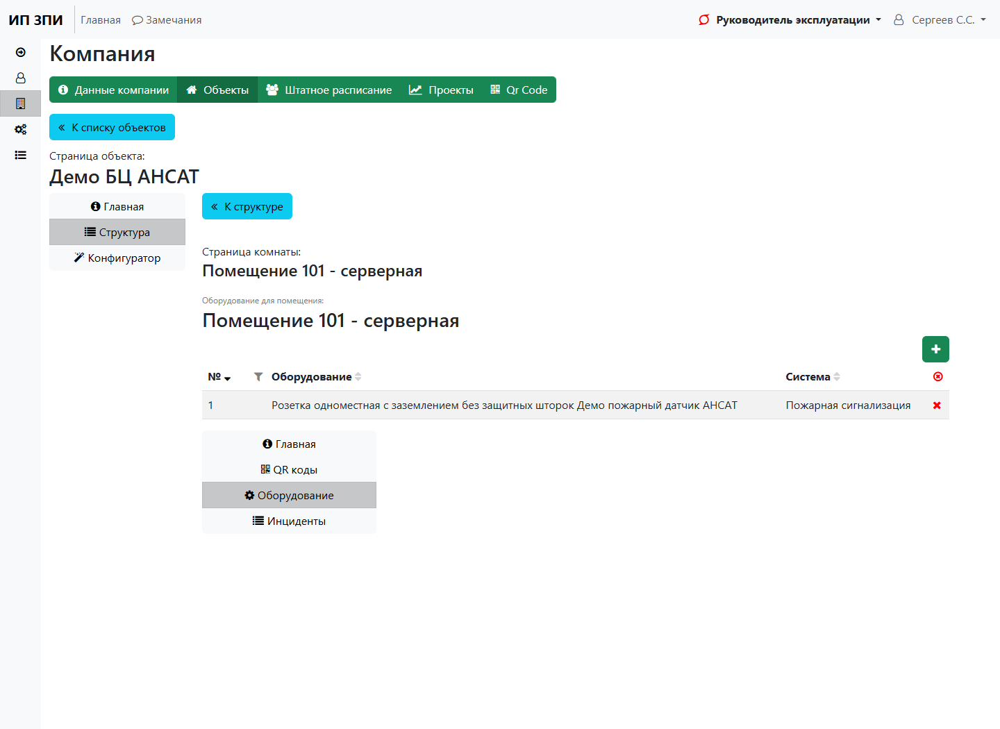 ИП ЗПИ Главная Замечания Руководитель эксплуатации Сергеев С.С.
Компания
Данные компании Объекты Штатное расписание Проекты Qr Code
К списку объектов
Страница объекта:
Демо БЦ АНСАТ
Главная
Структура
Конфигуратор
К структуре
Страница комнаты:
Помещение 101 - серверная
Оборудование для помещения:
Помещение 101 - серверная
№ Оборудование Система
1 Розетка одноместная с заземлением без защитных шторок Демо пожарный датчик АНСАТ Пожарная сигнализация
Главная
QR коды
Оборудование
Инциденты